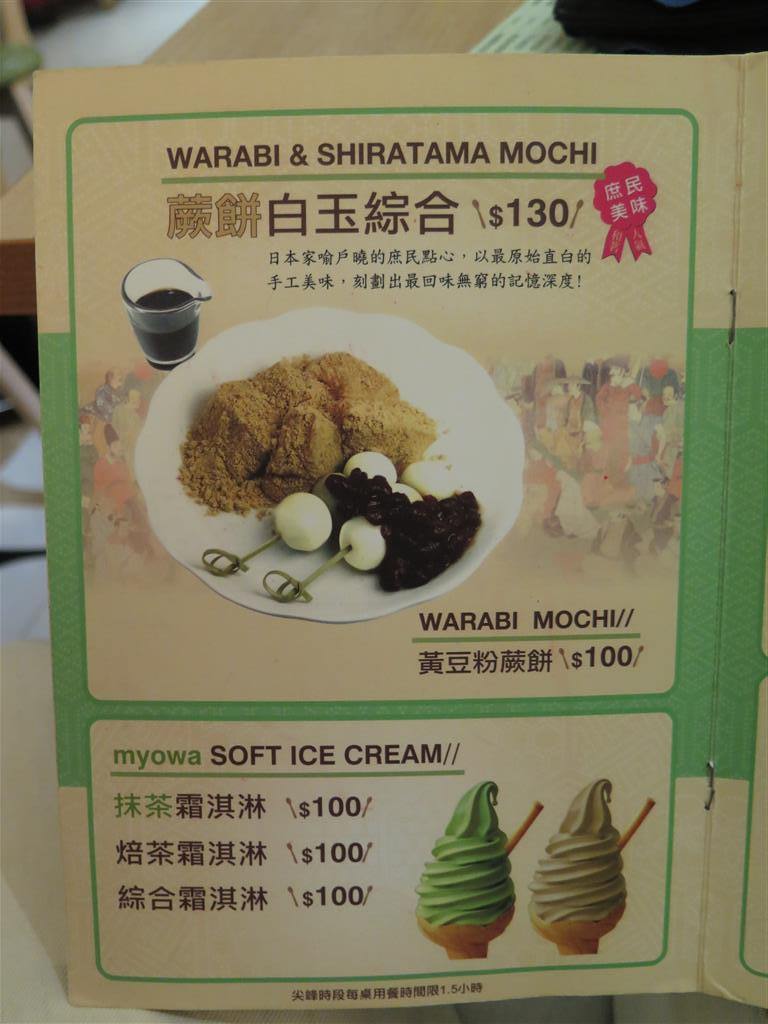 WARABI & SHIRATAMA MOCHI
蕨餅白玉綜合 $130
庶民
美味
和菓 人氣
日本家喻戶曉的庶民點心，以最原始直白的
手工美味，刻劃出最回味無窮的記憶深度!
WARABI MOCHI//
黃豆粉蕨餅 $100
myowa SOFT ICE CREAM//
抹茶霜淇淋 $100
焙茶霜淇淋 $100
綜合霜淇淋 $100
尖峰時段每桌用餐時間限1.5小時